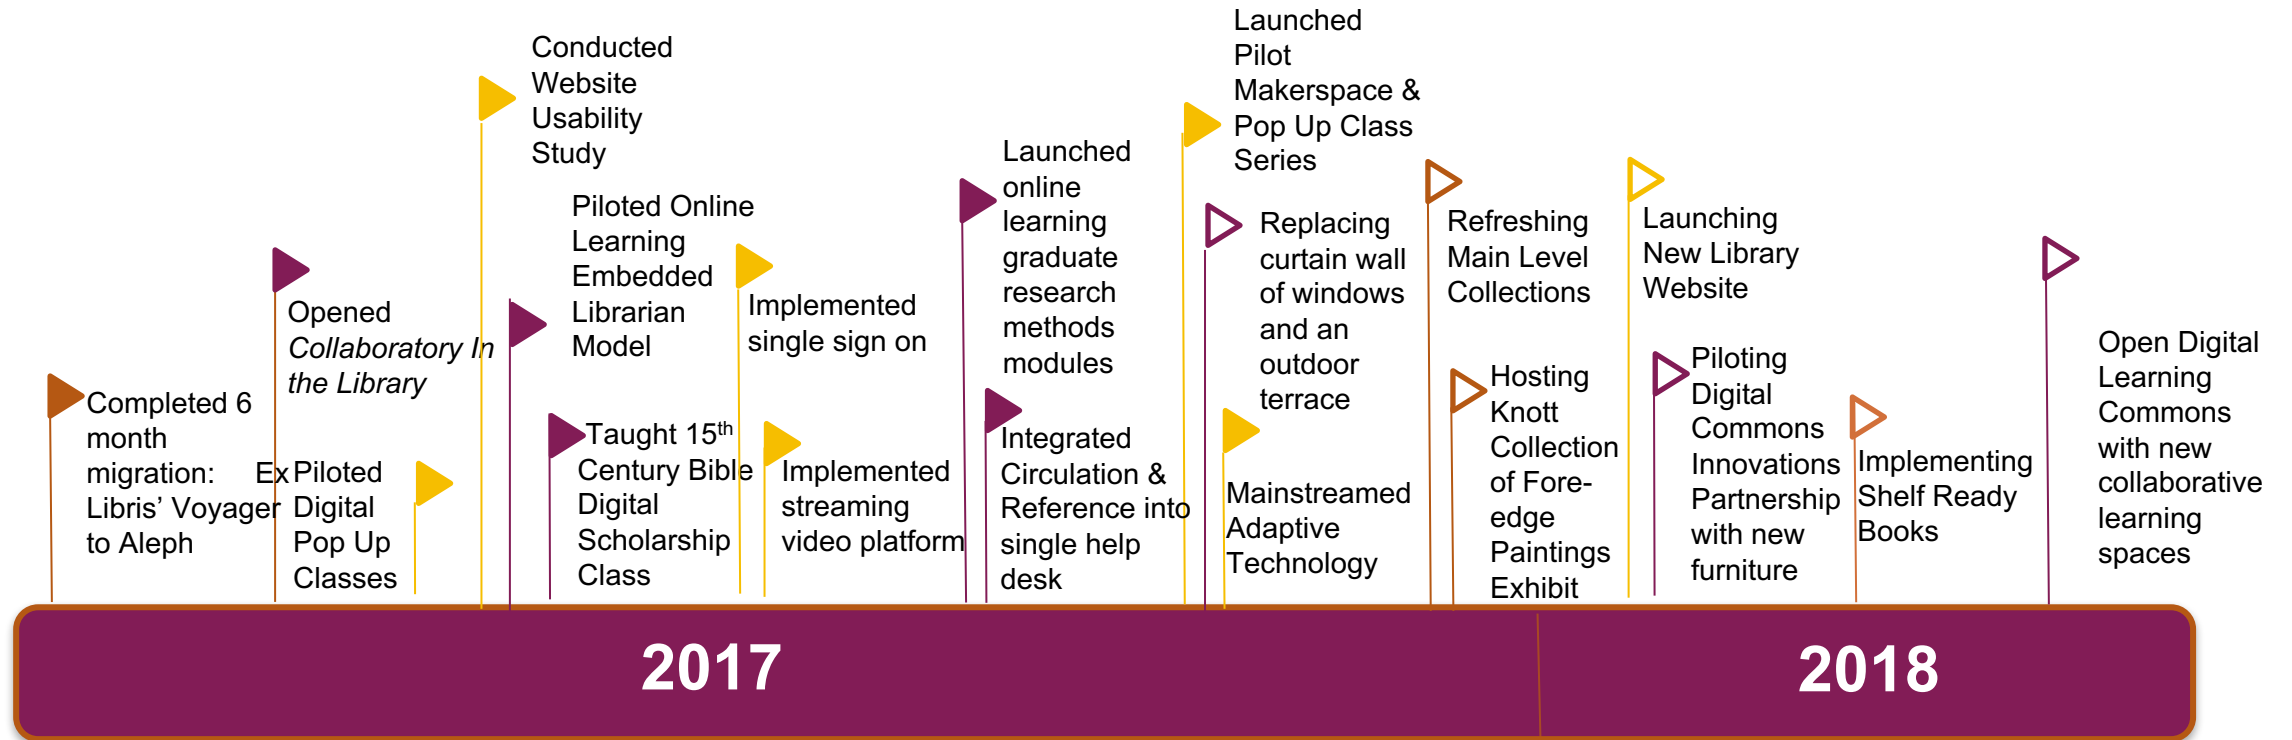 Completed 6
month
migration: Ex
Libris’ Voyager
to Aleph
Opened
Collaboratory In
the Library
Piloted
Digital
Pop Up
Classes
Conducted
Website
Usability
Study
Piloted Online
Learning
Embedded
Librarian
Model
Taught 15th
Century Bible
Digital
Scholarship
Class
Implemented
single sign on
Implemented
streaming
video platform
Launched
online
learning
graduate
research
methods
modules
Integrated
Circulation &
Reference into
single help
desk
Launched
Pilot
Makerspace &
Pop Up Class
Series
Replacing
curtain wall
of windows
and an
outdoor
terrace
Mainstreamed
Adaptive
Technology
Refreshing
Main Level
Collections
Hosting
Knott
Collection
of Fore-
edge
Paintings
Exhibit
Launching
New Library
Website
Piloting
Digital
Commons
Innovations
Partnership
with new
furniture
Implementing
Shelf Ready
Books
Open Digital
Learning
Commons
with new
collaborative
learning
spaces
2017
2018